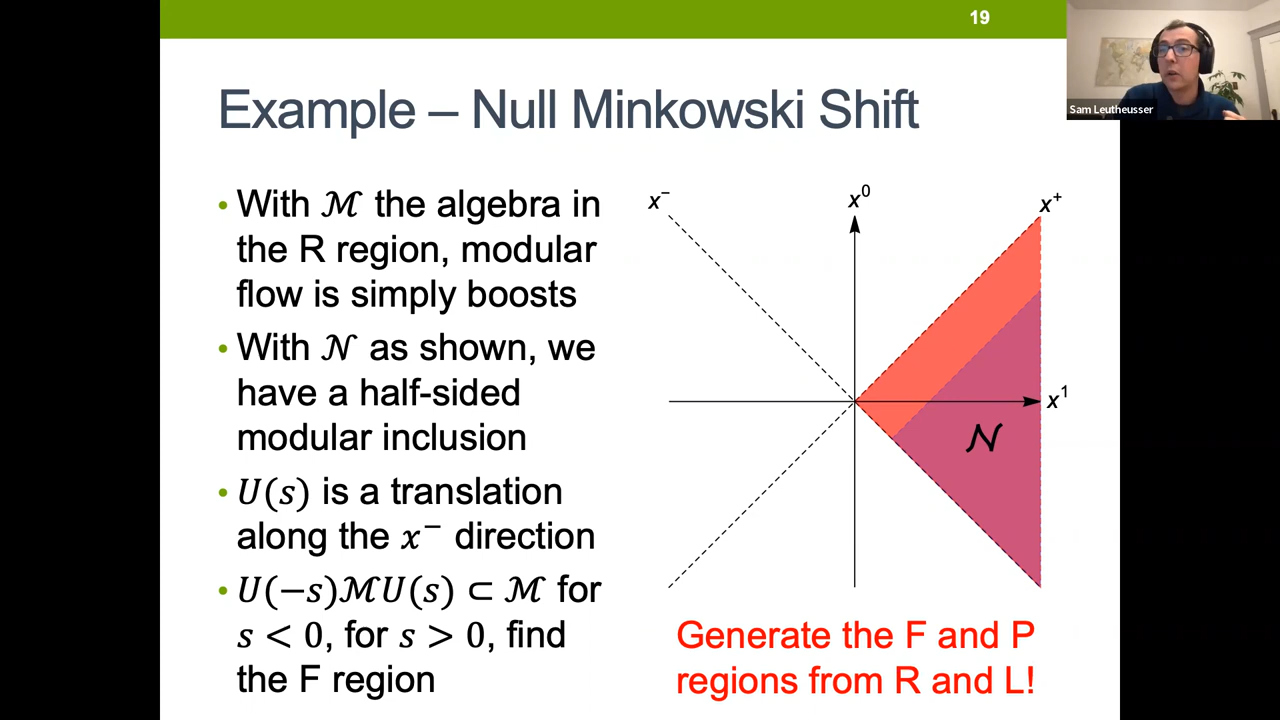 19
Sam Leutheusser
Example – Null Minkowski Shift
• With 𝓜 the algebra in
the R region, modular
flow is simply boosts
• With 𝒩 as shown, we
have a half-sided
modular inclusion
• U(s) is a translation
along the x⁻ direction
• U(−s)𝓜U(s) ⊂ 𝓜 for
s < 0, for s > 0, find
the F region
x⁻
x⁰
x⁺
x¹
𝒩
Generate the F and P
regions from R and L!